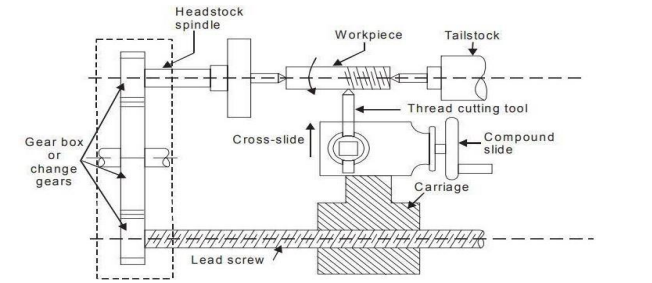 Headstock
spindle
Workpiece
Tailstock
Thread cutting tool
Gear box
or
change
gears
Cross-slide
Compound
slide
Carriage
Lead screw